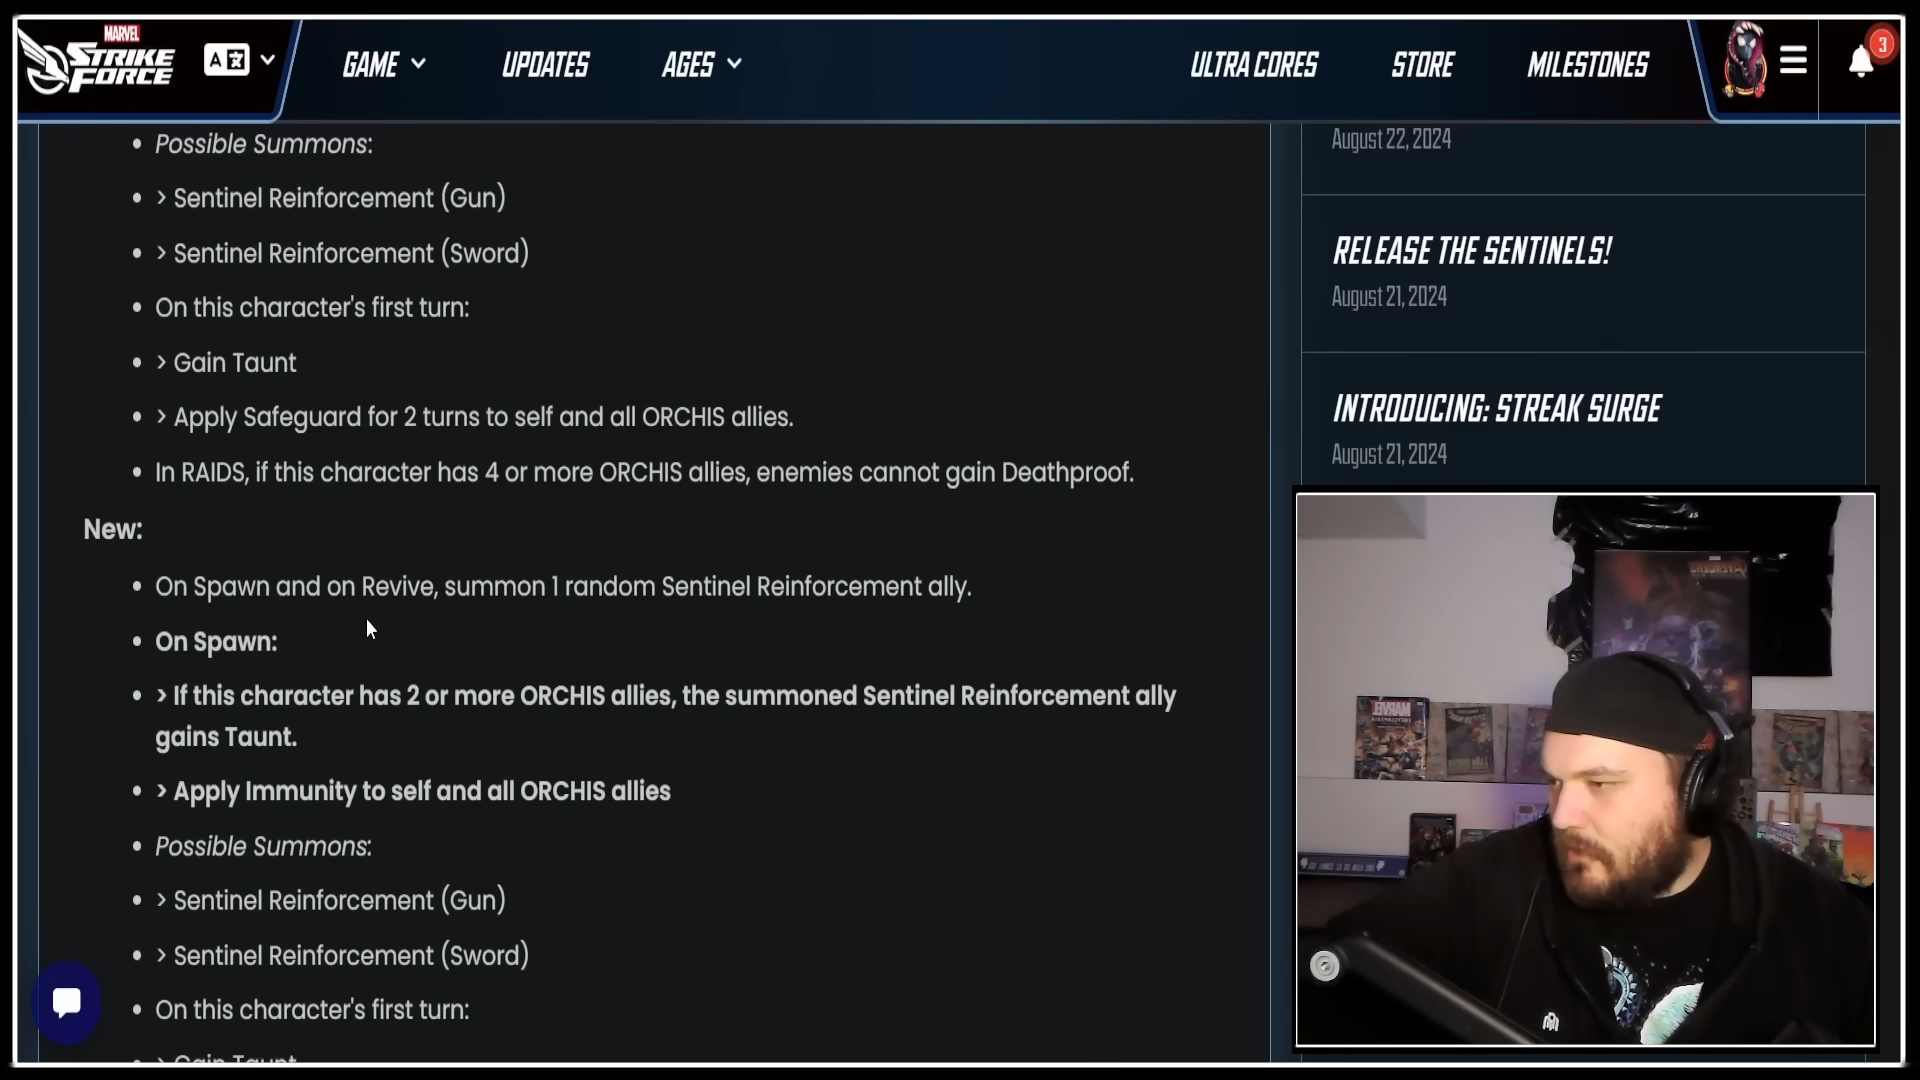 MARVEL
STRIKE
FORCE
A
GAME
UPDATES
AGES
ULTRA CORES
STORE
MILESTONES
3
• Possible Summons:
• > Sentinel Reinforcement (Gun)
• > Sentinel Reinforcement (Sword)
• On this character's first turn:
• > Gain Taunt
• > Apply Safeguard for 2 turns to self and all ORCHIS allies.
• In RAIDS, if this character has 4 or more ORCHIS allies, enemies cannot gain Deathproof.
New:
• On Spawn and on Revive, summon 1 random Sentinel Reinforcement ally.
• On Spawn:
• > If this character has 2 or more ORCHIS allies, the summoned Sentinel Reinforcement ally
gains Taunt.
• > Apply Immunity to self and all ORCHIS allies
• Possible Summons:
• > Sentinel Reinforcement (Gun)
• > Sentinel Reinforcement (Sword)
• On this character's first turn:
• > Gain Taunt
August 22, 2024
RELEASE THE SENTINELS!
August 21, 2024
INTRODUCING: STREAK SURGE
August 21, 2024
MARVEL